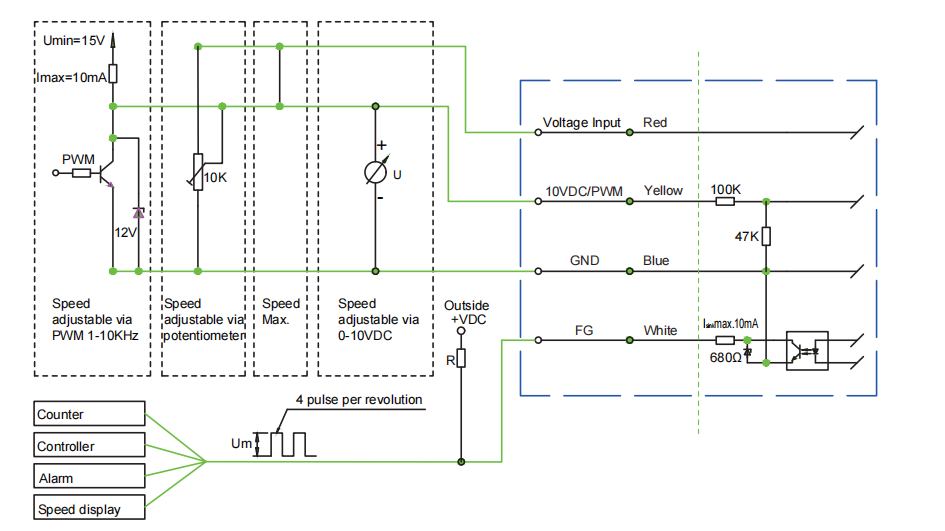 Umin=15V
Imax=10mA
PWM
12V
10K
+
U
-
Speed
adjustable via
PWM 1-10KHz
Speed
adjustable via
potentiometer
Speed
Max.
Speed
adjustable via
0-10VDC
Outside
+VDC
R
Voltage Input
Red
10VDC/PWM
Yellow
100K
47K
GND
Blue
FG
White
max.10mA
680Ω
4 pulse per revolution
Um
Counter
Controller
Alarm
Speed display